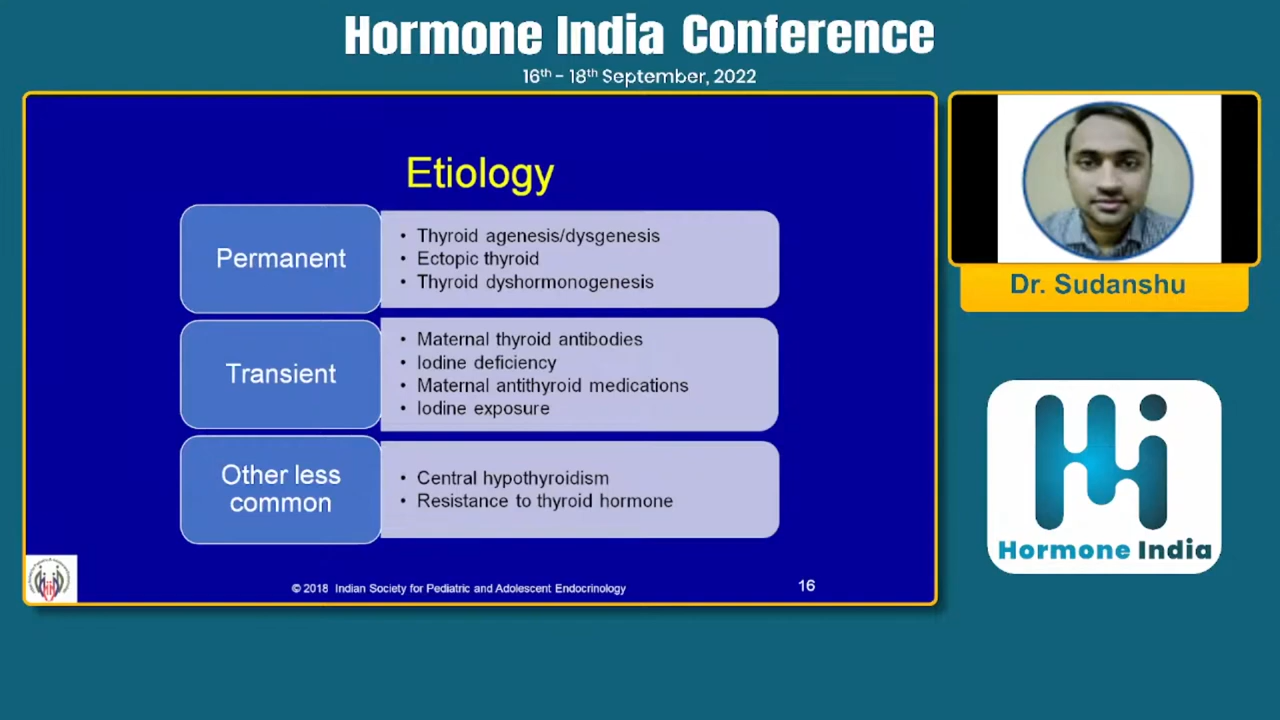 Hormone India Conference
16th - 18th September, 2022
Etiology
Permanent
• Thyroid agenesis/dysgenesis
• Ectopic thyroid
• Thyroid dyshormonogenesis
Transient
• Maternal thyroid antibodies
• Iodine deficiency
• Maternal antithyroid medications
• Iodine exposure
Other less
common
• Central hypothyroidism
• Resistance to thyroid hormone
© 2018 Indian Society for Pediatric and Adolescent Endocrinology
16
Dr. Sudanshu
Hi
Hormone India